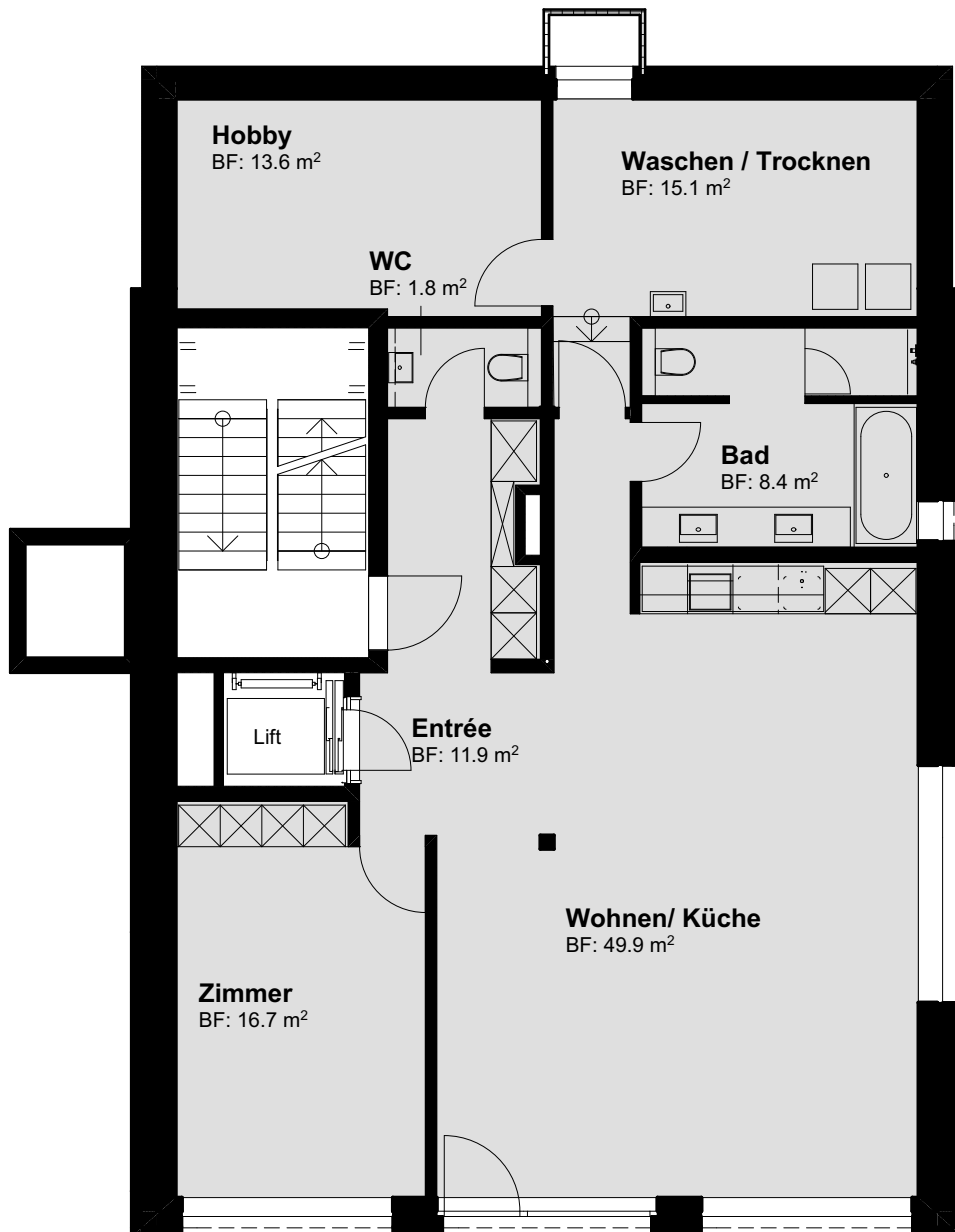 Hobby
BF: 13.6 m²
Waschen / Trocknen
BF: 15.1 m²
WC
BF: 1.8 m²
Bad
BF: 8.4 m²
Lift
Entrée
BF: 11.9 m²
Wohnen/ Küche
BF: 49.9 m²
Zimmer
BF: 16.7 m²